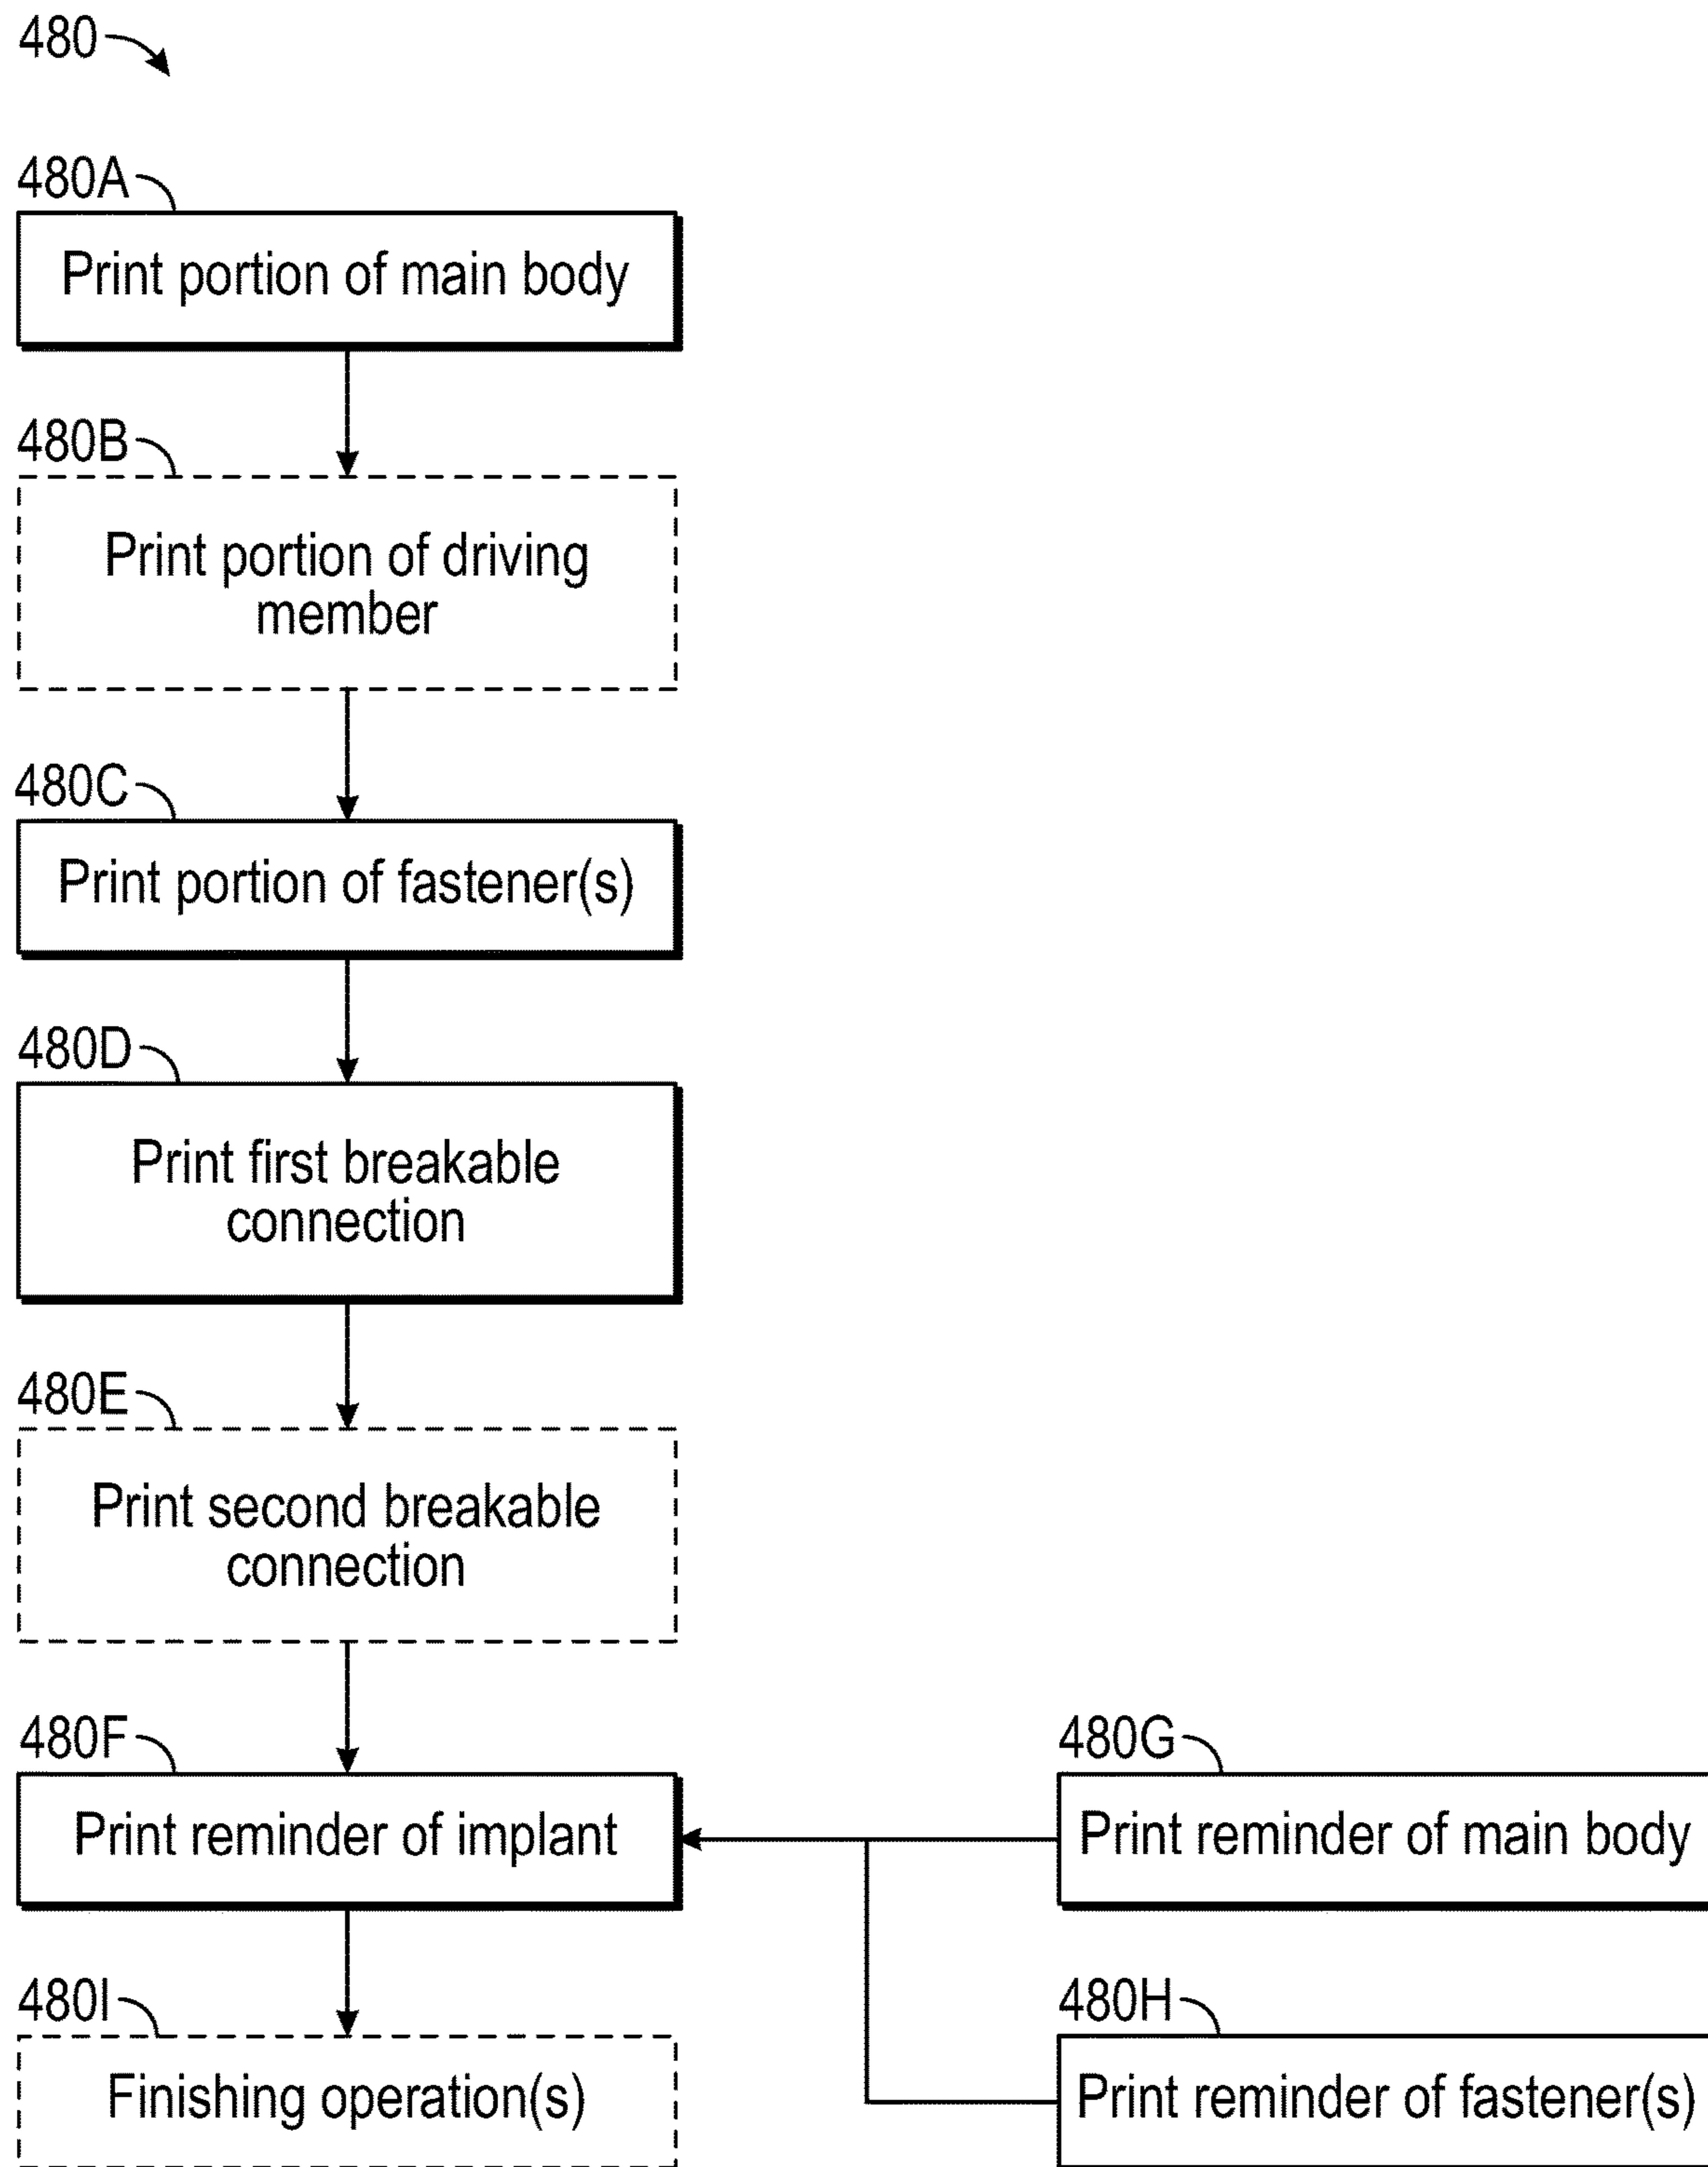 480
480A
Print portion of main body
480B
Print portion of driving
member
480C
Print portion of fastener(s)
480D
Print first breakable
connection
480E
Print second breakable
connection
480F
Print reminder of implant
480G
Print reminder of main body
480I
Finishing operation(s)
480H
Print reminder of fastener(s)